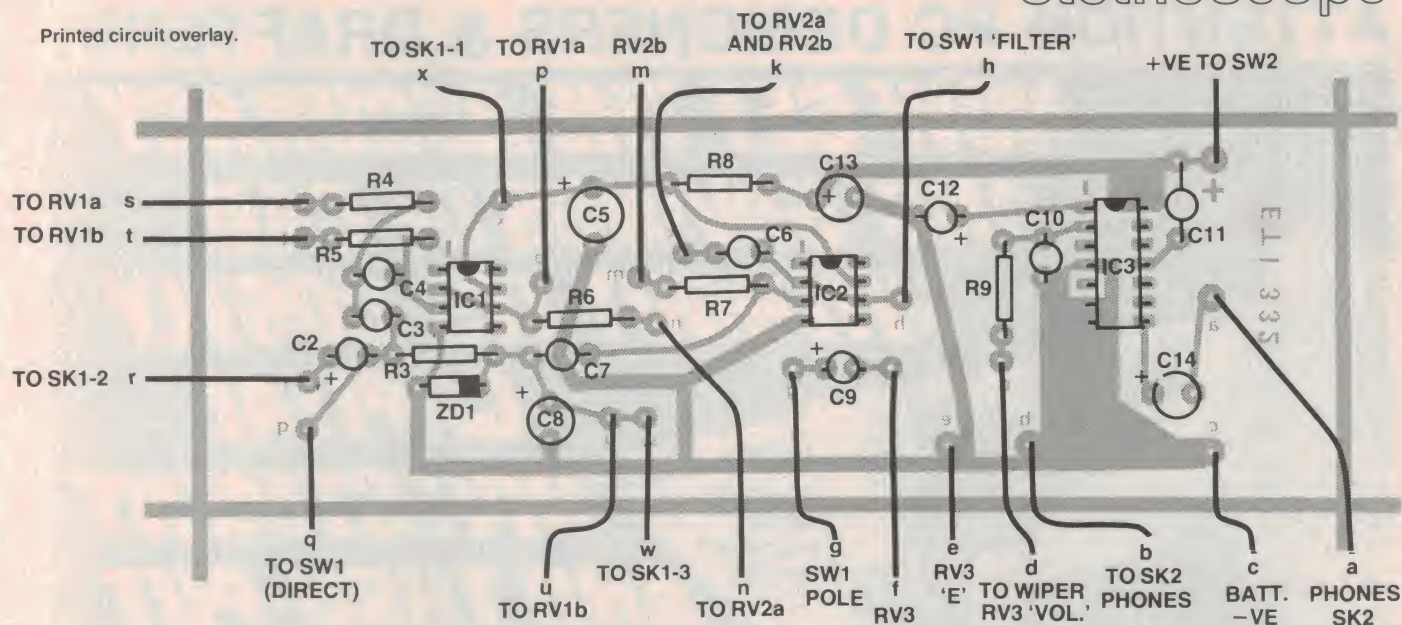 stethoscope
Printed circuit overlay.
TO SK1-1
x
TO RV1a
p
RV2b
m
TO RV2a
AND RV2b
k
TO SW1 'FILTER'
h
+VE TO SW2
TO RV1a s
TO RV1b t
TO SK1-2 r
R4
R5
C4
C3
C2
R3
ZD1
IC1
C5
R6
C7
C8
R8
C6
R7
C13
IC2
C9
C12
R9
C10
IC3
C11
C14
+
+
+
+
+
+
+
+
ETI 332
x
p
m
n
h
q
e
b
a
c
q
TO SW1
(DIRECT)
u
TO RV1b
w
TO SK1-3
n
TO RV2a
g
SW1
POLE
f
RV3
e
RV3
'E'
d
TO WIPER
RV3 'VOL.'
b
TO SK2
PHONES
c
BATT.
−VE
a
PHONES
SK2